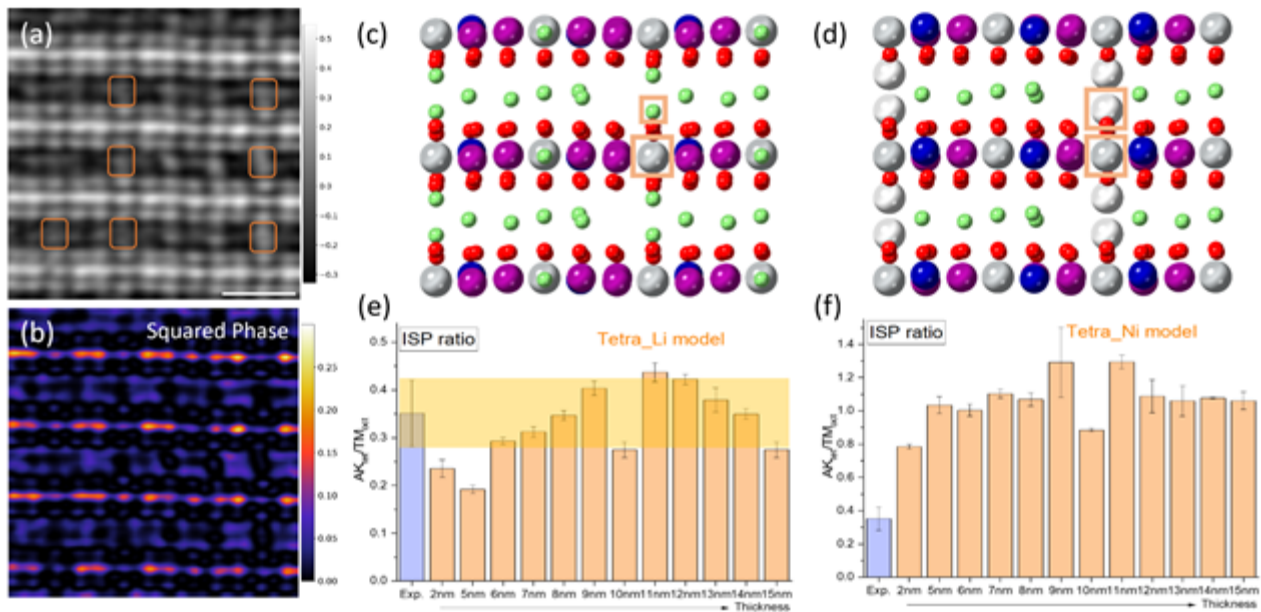 (a)
0.5
0.4
0.3
0.2
0.1
0.0
−0.1
−0.2
−0.3
(b)
Squared Phase
0.25
0.20
0.15
0.10
0.05
0.00
(c)
(d)
(e)
ISP ratio
Tetra_Li model
AK_tet/TM_oct
0.5
0.4
0.3
0.2
0.1
0.0
Exp. 2nm 5nm 6nm 7nm 8nm 9nm 10nm 11nm 12nm 13nm 14nm 15nm
Thickness
(f)
ISP ratio
Tetra_Ni model
AK_tet/TM_oct
1.4
1.2
1.0
0.8
0.6
0.4
0.2
0.0
Exp. 2nm 5nm 6nm 7nm 8nm 9nm 10nm 11nm 12nm 13nm 14nm 15nm
Thickness